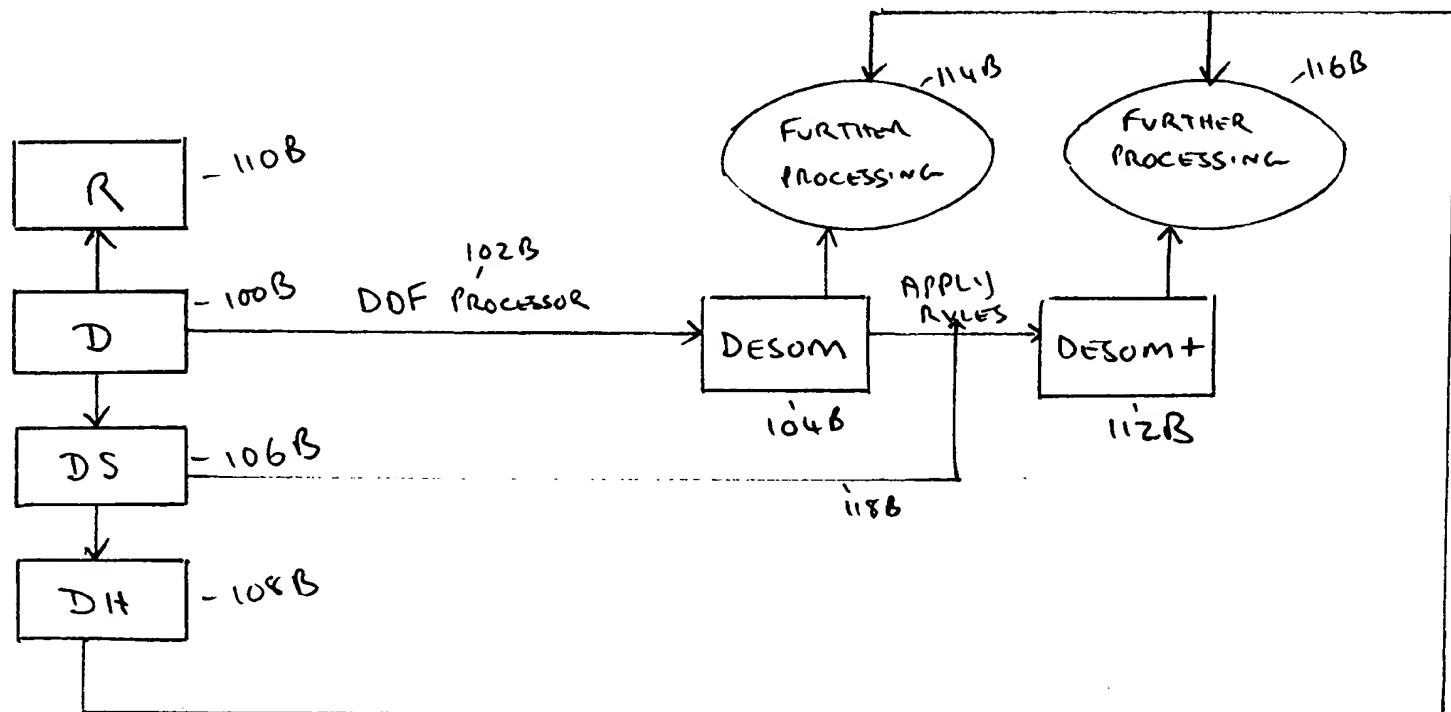 -114B
-116B
FURTHER
PROCESSING
FURTHER
PROCESSING
R
-110B
D
-100B
DDF PROCESSOR
102B
DESOM
104B
APPLY
RULES
DESOM+
112B
DS
-106B
118B
DH
-108B